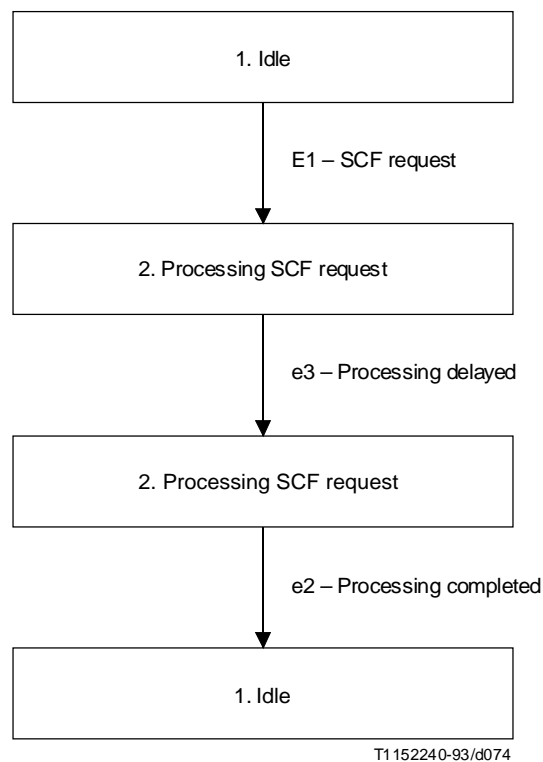 1. Idle
E1 – SCF request
2. Processing SCF request
e3 – Processing delayed
2. Processing SCF request
e2 – Processing completed
1. Idle
T1152240-93/d074